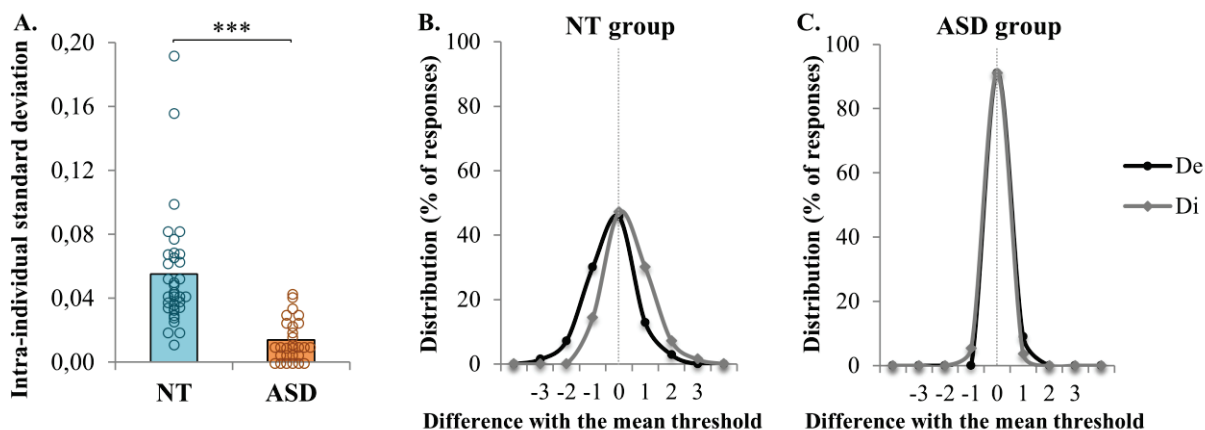 A.
***
Intra-individual standard deviation
0,20
0,16
0,12
0,08
0,04
0,00
NT
ASD
B.
NT group
Distribution (% of responses)
100
80
60
40
20
0
-3 -2 -1 0 1 2 3
Difference with the mean threshold
C.
ASD group
Distribution (% of responses)
100
80
60
40
20
0
-3 -2 -1 0 1 2 3
Difference with the mean threshold
De
Di